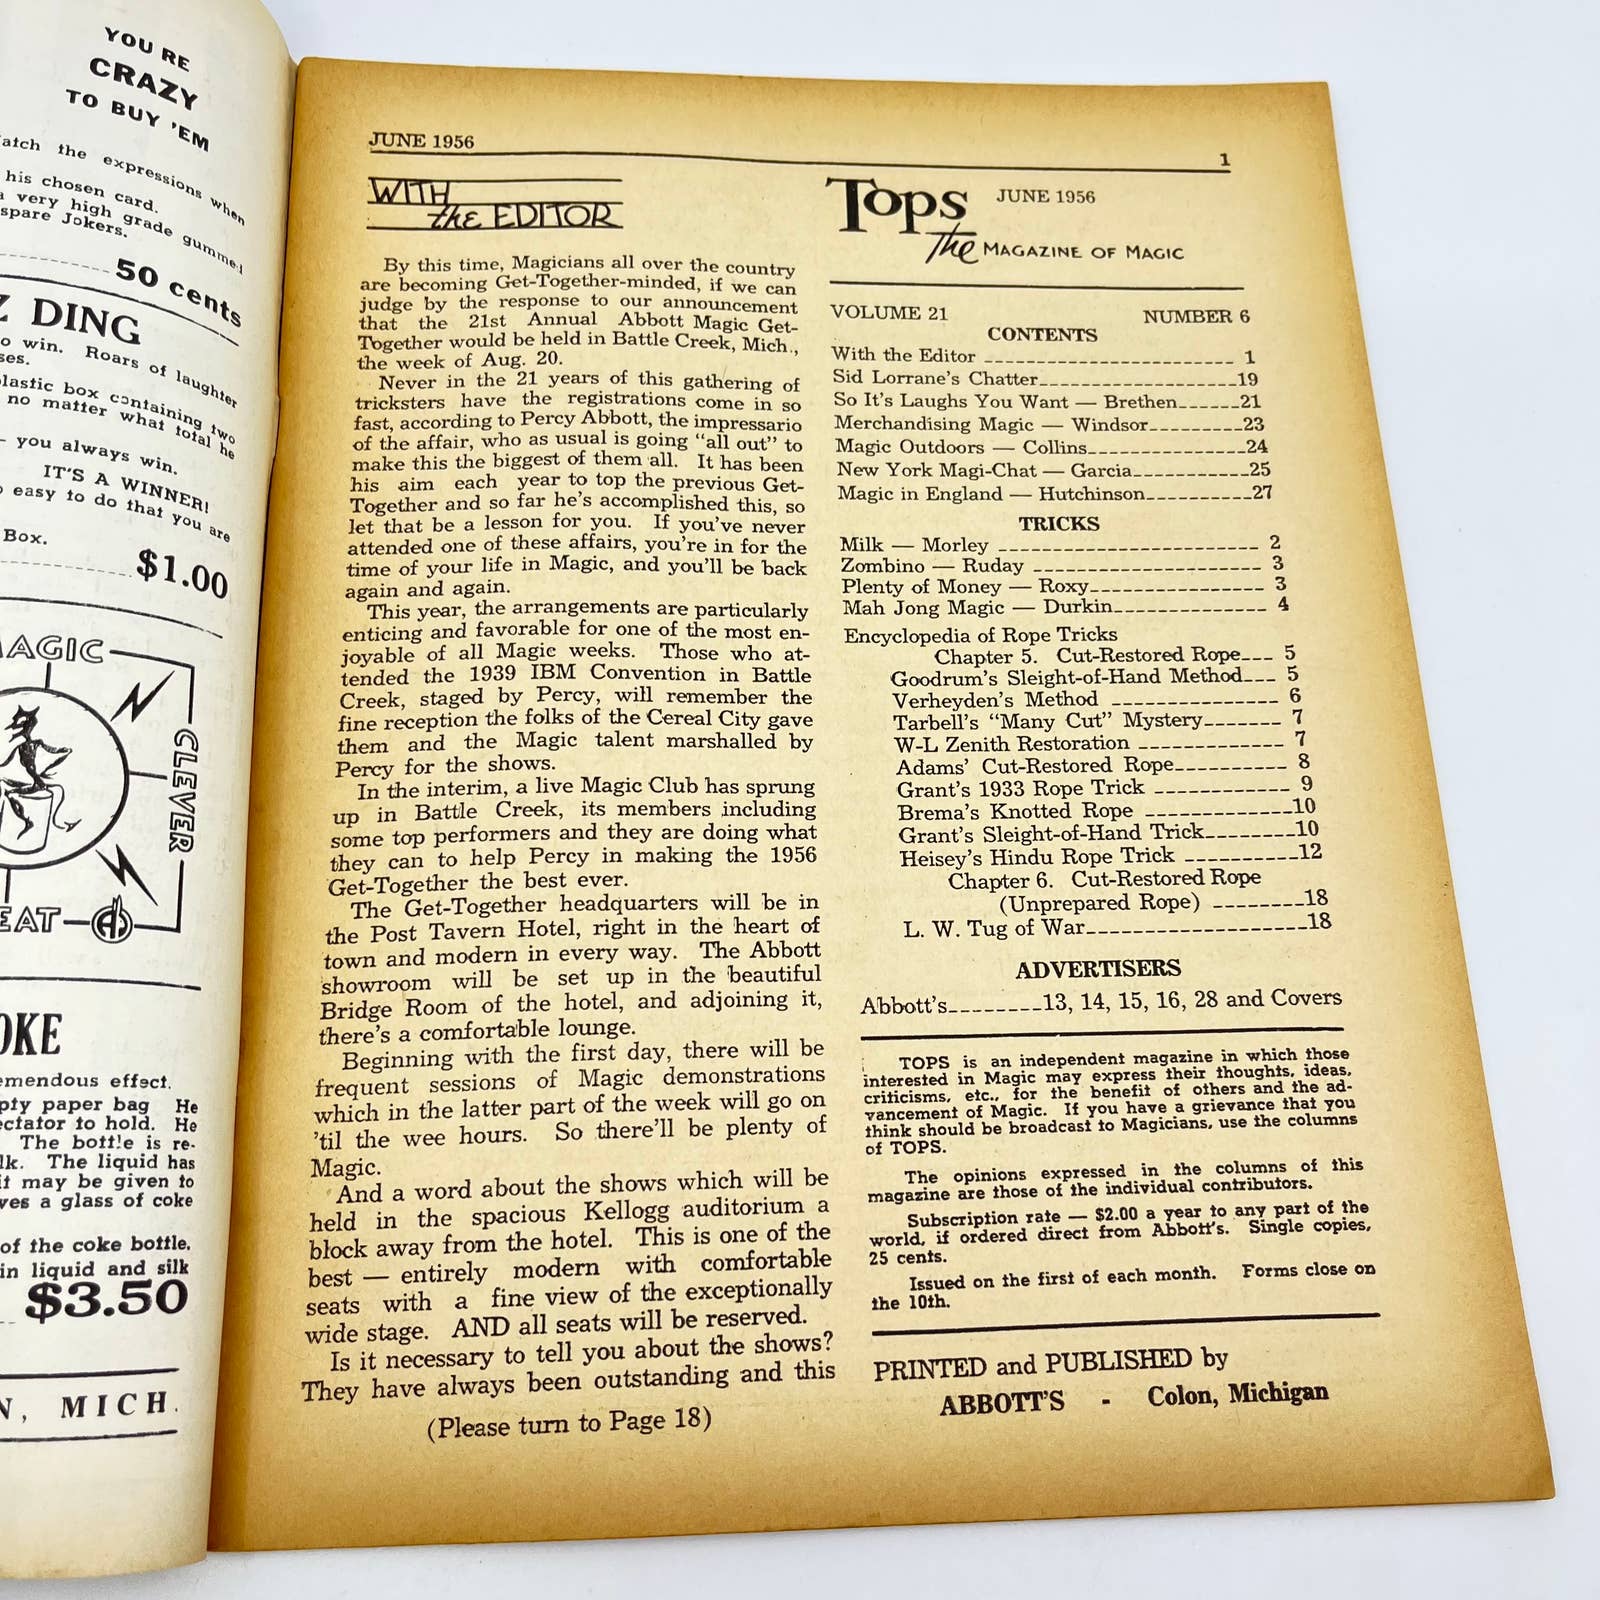 YOU'RE
CRAZY
TO BUY 'EM
the expressions when
his chosen card.
very high grade gummed
spare Jokers.
50 cents
DING
o win. Roars of laughter
plastic box containing two
no matter what total he
— you always win.
IT'S A WINNER!
easy to do that you are
Box.
$1.00
MAGIC
CLEVER
emendous effect.
paper bag He
to hold. He
The bottle is re-
The liquid has
it may be given to
a glass of coke
of the coke bottle.
in liquid and silk
$3.50
MICH.
JUNE 1956
1
WITH
the EDITOR
By this time, Magicians all over the country
are becoming Get-Together-minded, if we can
judge by the response to our announcement
that the 21st Annual Abbott Magic Get-
Together would be held in Battle Creek, Mich.,
the week of Aug. 20.
Never in the 21 years of this gathering of
tricksters have the registrations come in so
fast, according to Percy Abbott, the impressario
of the affair, who as usual is going "all out" to
make this the biggest of them all. It has been
his aim each year to top the previous Get-
Together and so far he's accomplished this, so
let that be a lesson for you. If you've never
attended one of these affairs, you're in for the
time of your life in Magic, and you'll be back
again and again.
This year, the arrangements are particularly
enticing and favorable for one of the most en-
joyable of all Magic weeks. Those who at-
tended the 1939 IBM Convention in Battle
Creek, staged by Percy, will remember the
fine reception the folks of the Cereal City gave
them and the Magic talent marshalled by
Percy for the shows.
In the interim, a live Magic Club has sprung
up in Battle Creek, its members including
some top performers and they are doing what
they can to help Percy in making the 1956
Get-Together the best ever.
The Get-Together headquarters will be in
the Post Tavern Hotel, right in the heart of
town and modern in every way. The Abbott
showroom will be set up in the beautiful
Bridge Room of the hotel, and adjoining it,
there's a comfortable lounge.
Beginning with the first day, there will be
frequent sessions of Magic demonstrations
which in the latter part of the week will go on
'til the wee hours. So there'll be plenty of
Magic.
And a word about the shows which will be
held in the spacious Kellogg auditorium a
block away from the hotel. This is one of the
best — entirely modern with comfortable
seats with a fine view of the exceptionally
wide stage. AND all seats will be reserved.
Is it necessary to tell you about the shows?
They have always been outstanding and this
(Please turn to Page 18)
Tops JUNE 1956
The MAGAZINE OF MAGIC
VOLUME 21 NUMBER 6
CONTENTS
With the Editor 1
Sid Lorrane's Chatter 19
So It's Laughs You Want — Brethen 21
Merchandising Magic — Windsor 23
Magic Outdoors — Collins 24
New York Magi-Chat — Garcia 25
Magic in England — Hutchinson 27
TRICKS
Milk — Morley 2
Zombino — Ruday 3
Plenty of Money — Roxy 3
Mah Jong Magic — Durkin 4
Encyclopedia of Rope Tricks
Chapter 5. Cut-Restored Rope 5
Goodrum's Sleight-of-Hand Method 5
Verheyden's Method 6
Tarbell's "Many Cut" Mystery 7
W-L Zenith Restoration 7
Adams' Cut-Restored Rope 8
Grant's 1933 Rope Trick 9
Brema's Knotted Rope 10
Grant's Sleight-of-Hand Trick 10
Heisey's Hindu Rope Trick 12
Chapter 6. Cut-Restored Rope
(Unprepared Rope) 18
L. W. Tug of War 18
ADVERTISERS
Abbott's 13, 14, 15, 16, 28 and Covers
TOPS is an independent magazine in which those
interested in Magic may express their thoughts, ideas,
criticisms, etc., for the benefit of others and the ad-
vancement of Magic. If you have a grievance that you
think should be broadcast to Magicians, use the columns
of TOPS.
The opinions expressed in the columns of this
magazine are those of the individual contributors.
Subscription rate — $2.00 a year to any part of the
world, if ordered direct from Abbott's. Single copies,
25 cents.
Issued on the first of each month. Forms close on
the 10th.
PRINTED and PUBLISHED by
ABBOTT'S - Colon, Michigan